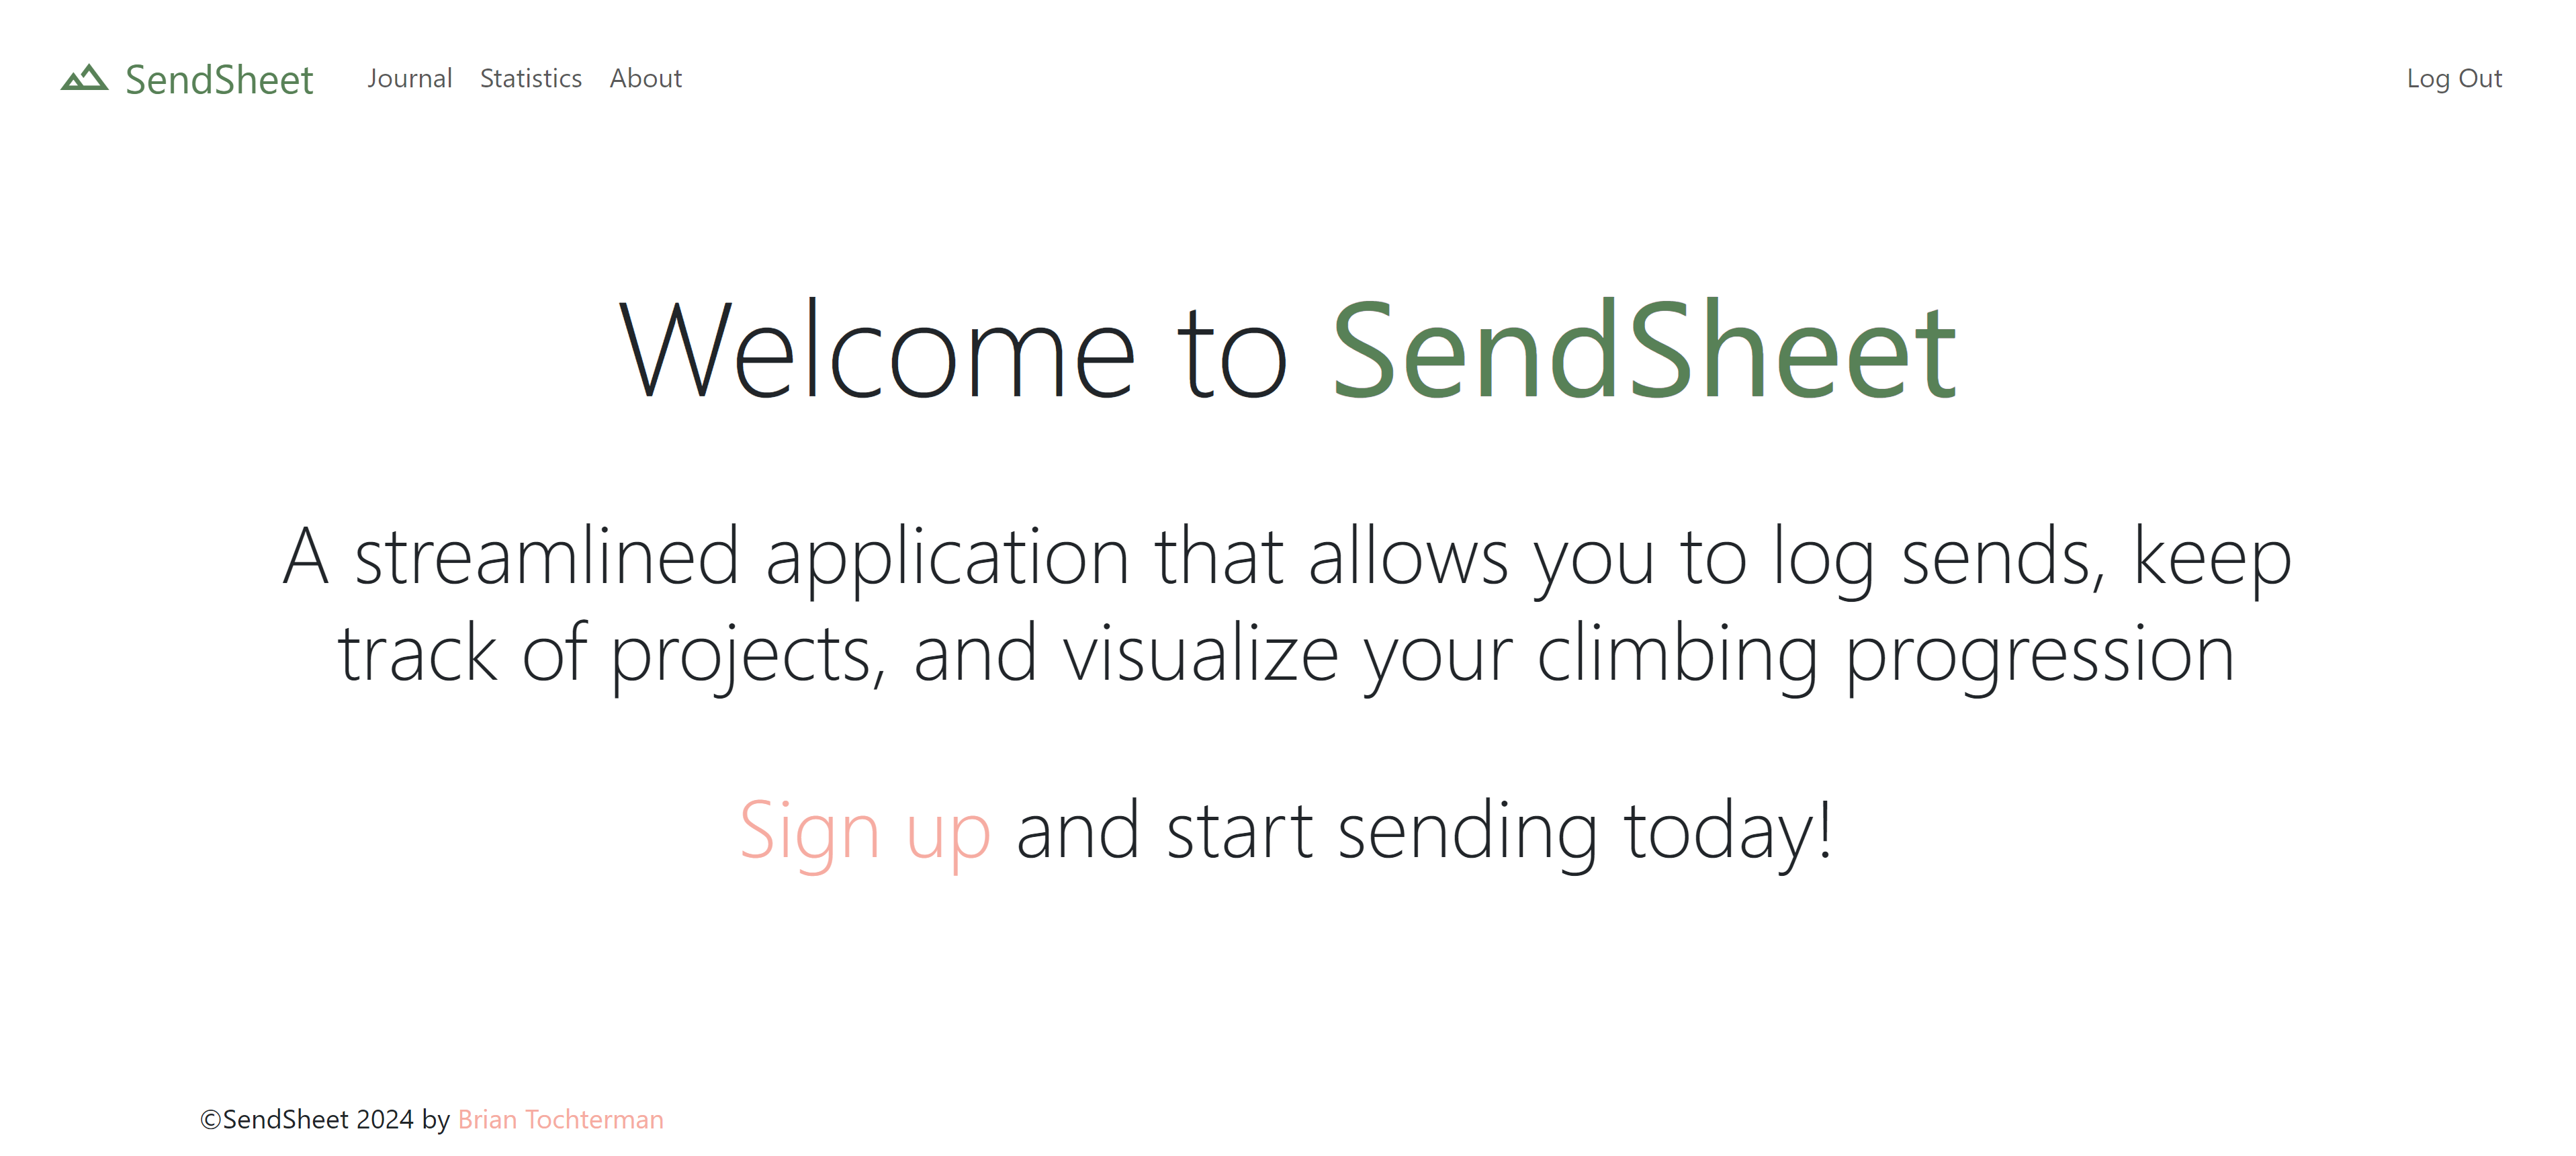 SendSheet Journal Statistics About Log Out
Welcome to SendSheet
A streamlined application that allows you to log sends, keep
track of projects, and visualize your climbing progression
Sign up and start sending today!
©SendSheet 2024 by Brian Tochterman